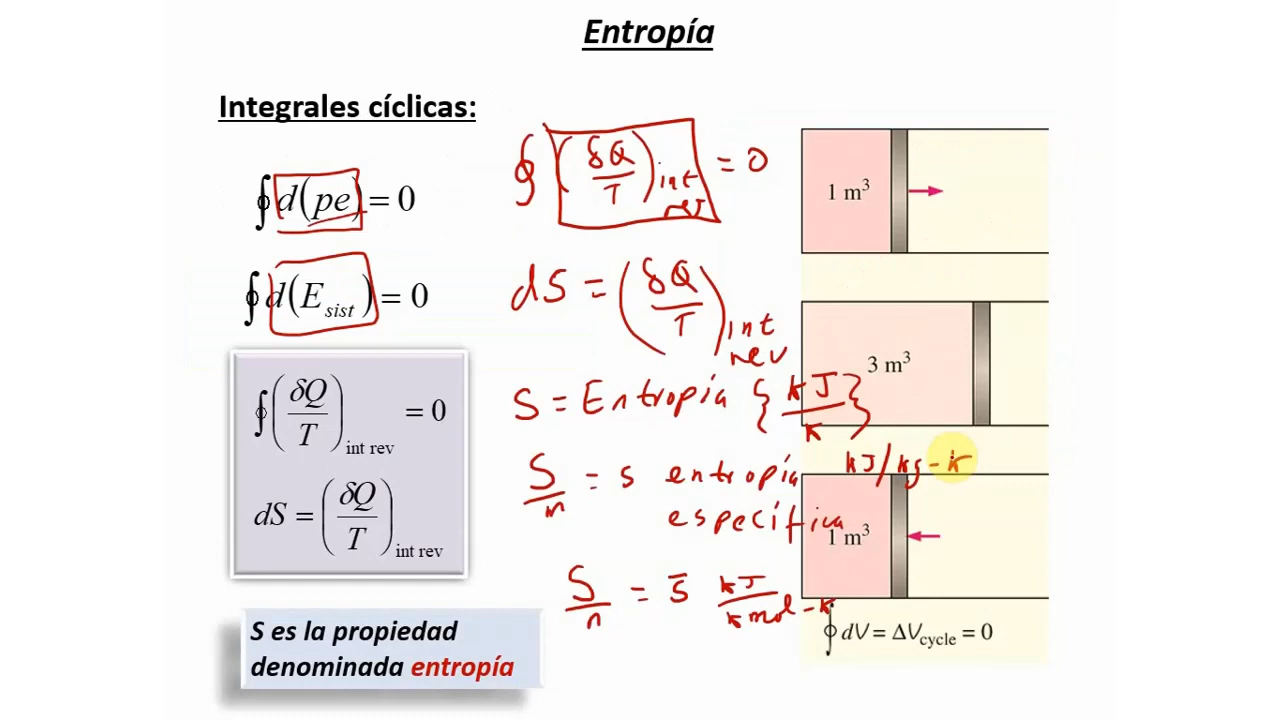 Entropía
Integrales cíclicas:
∮ d(pe) = 0
∮ d(E_sist) = 0
∮ (δQ/T)_int rev = 0
dS = (δQ/T)_int rev
S es la propiedad
denominada entropía
∮ (δQ/T)_int rev = 0
dS = (δQ/T)_int rev
S = Entropía {kJ/K}
S/m = s entropía específica kJ/kg-K
S/n = s̄ kJ/kmol-K
1 m³
3 m³
1 m³
∮ dV = ΔV_cycle = 0